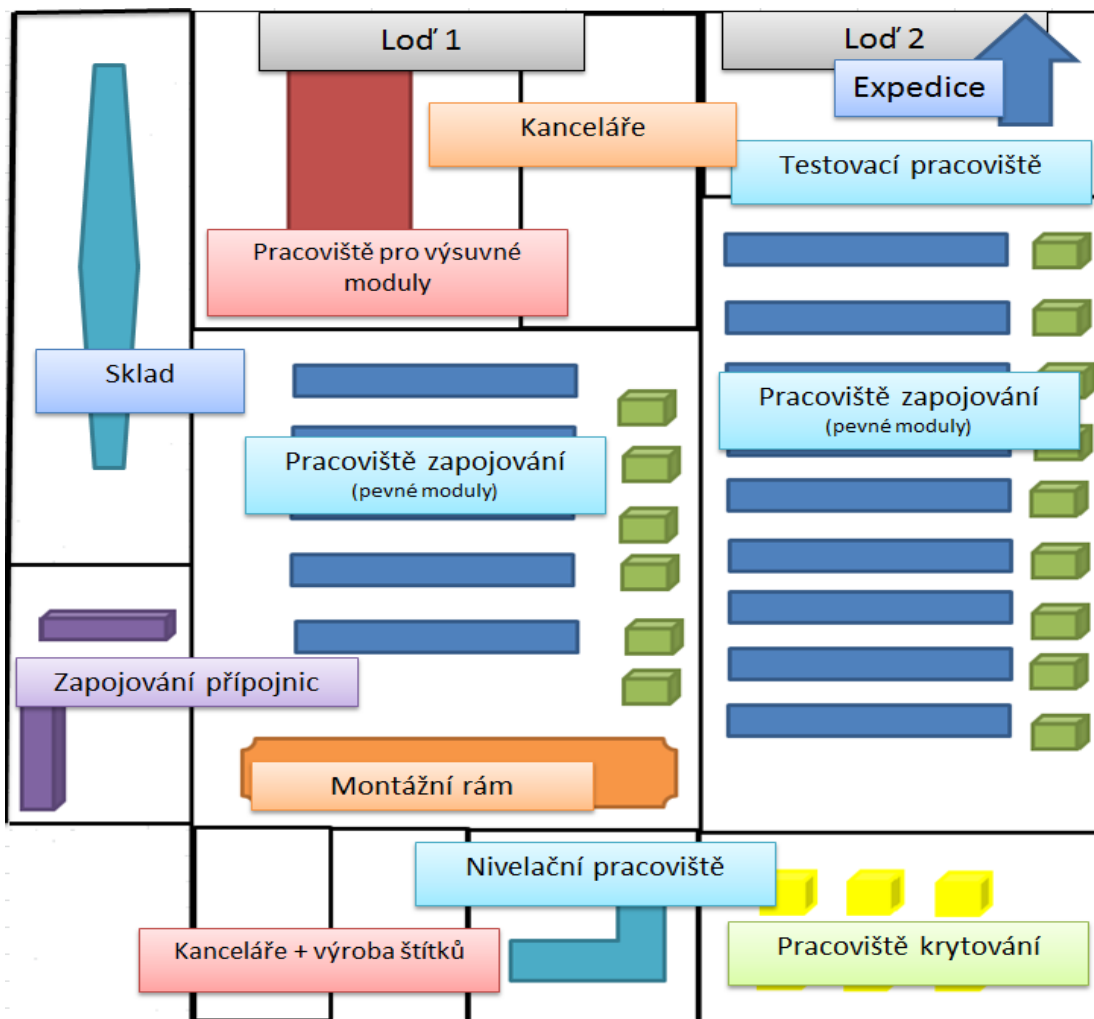 Loď 1
Loď 2
Expedice
Kanceláře
Testovací pracoviště
Pracoviště pro výsuvné
moduly
Sklad
Pracoviště zapojování
(pevné moduly)
Pracoviště zapojování
(pevné moduly)
Zapojování přípojnic
Montážní rám
Nivelační pracoviště
Kanceláře + výroba štítků
Pracoviště krytování